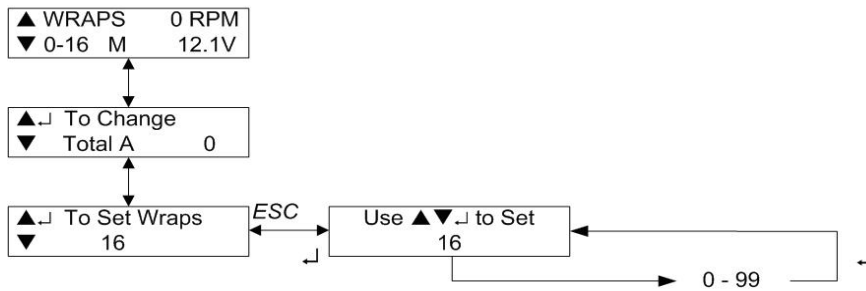 ▲ WRAPS 0 RPM
▼ 0-16 M 12.1V
▲↵ To Change
▼ Total A 0
▲↵ To Set Wraps
▼ 16
ESC
↵
Use ▲▼↵ to Set
16
↵
0 - 99